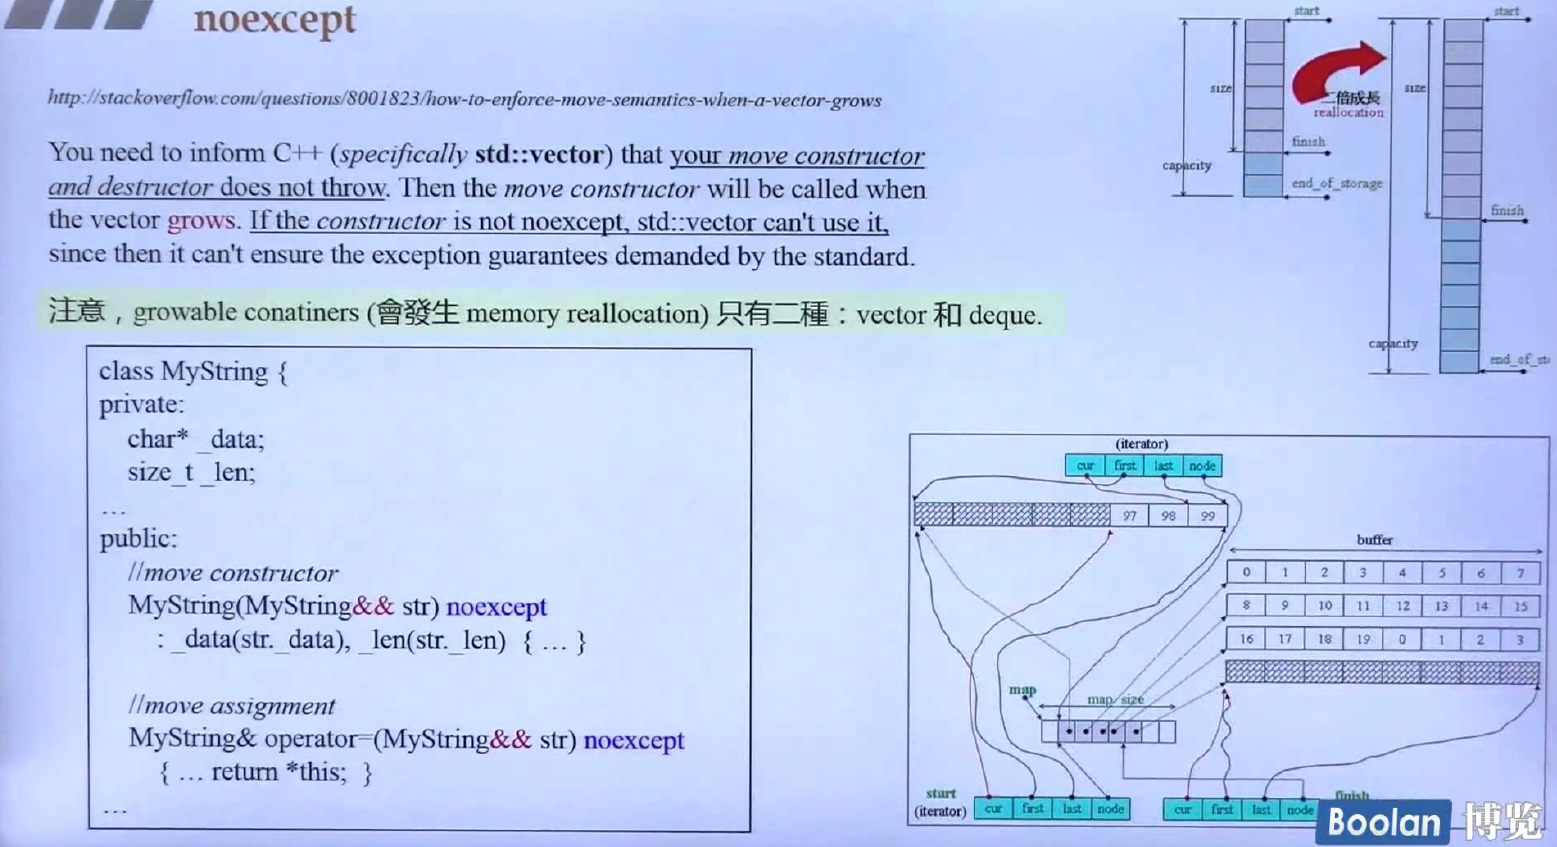 noexcept
http://stackoverflow.com/questions/8001823/how-to-enforce-move-semantics-when-a-vector-grows
You need to inform C++ (specifically std::vector) that your move constructor
and destructor does not throw. Then the move constructor will be called when
the vector grows. If the constructor is not noexcept, std::vector can't use it,
since then it can't ensure the exception guarantees demanded by the standard.
注意，growable conatiners (會發生 memory reallocation) 只有二種：vector 和 deque.
class MyString {
private:
char* _data;
size_t _len;
...
public:
//move constructor
MyString(MyString&& str) noexcept
: _data(str._data), _len(str._len) { ... }
//move assignment
MyString& operator=(MyString&& str) noexcept
{ ... return *this; }
...
start
size
finish
capacity
end_of_storage
二倍成長
reallocation
start
size
finish
capacity
end_of_st
(iterator)
cur first last node
97 98 99
buffer
0 1 2 3 4 5 6 7
8 9 10 11 12 13 14 15
16 17 18 19 0 1 2 3
map
map size
start
(iterator)
cur first last node
finish
cur first last node
Boolan 博览